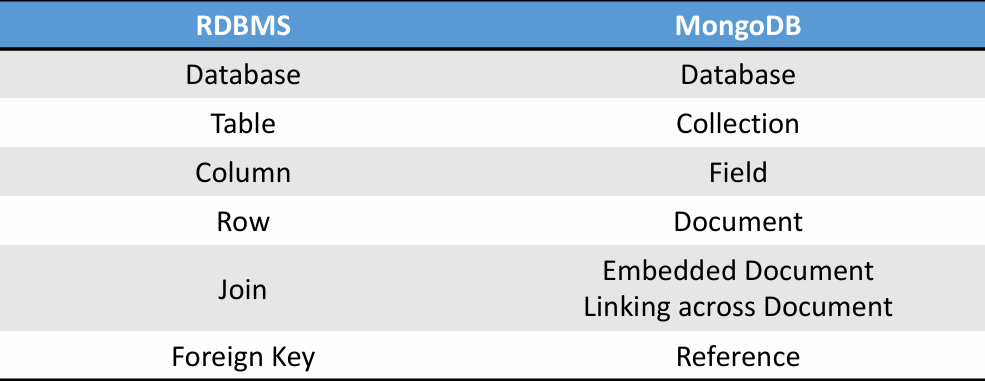 RDBMS MongoDB
Database Database
Table Collection
Column Field
Row Document
Join Embedded Document
Linking across Document
Foreign Key Reference